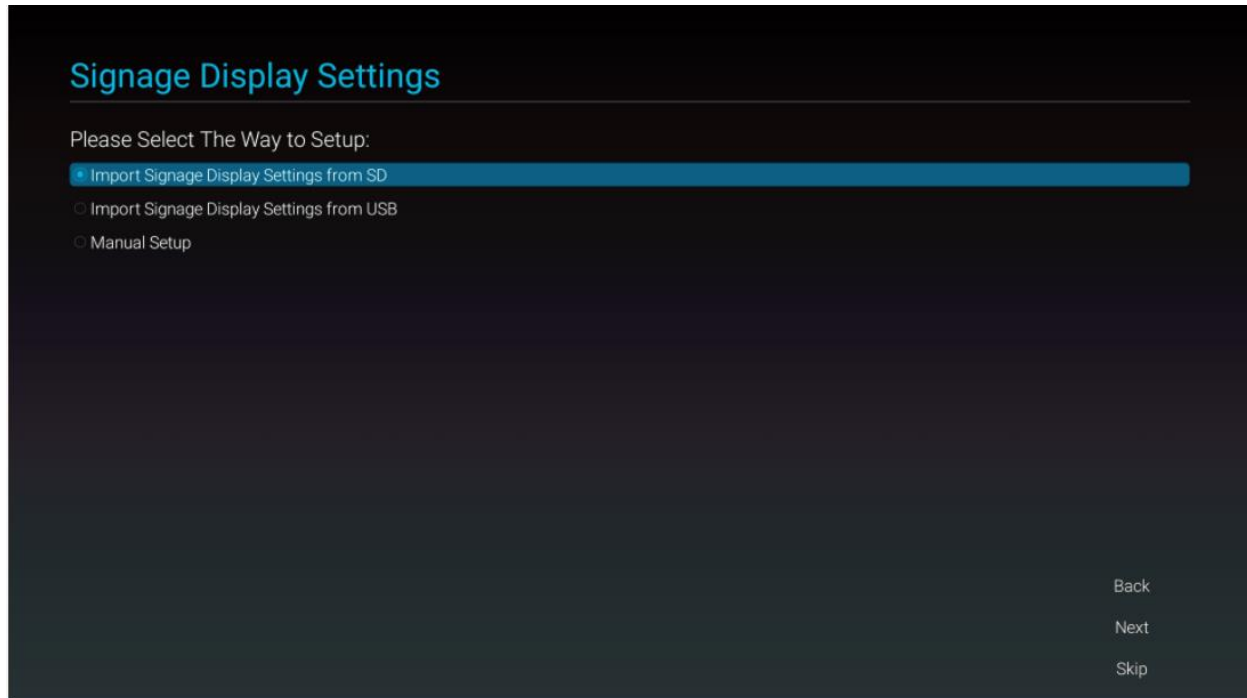 Signage Display Settings
Please Select The Way to Setup:
Import Signage Display Settings from SD
Import Signage Display Settings from USB
Manual Setup
Back
Next
Skip